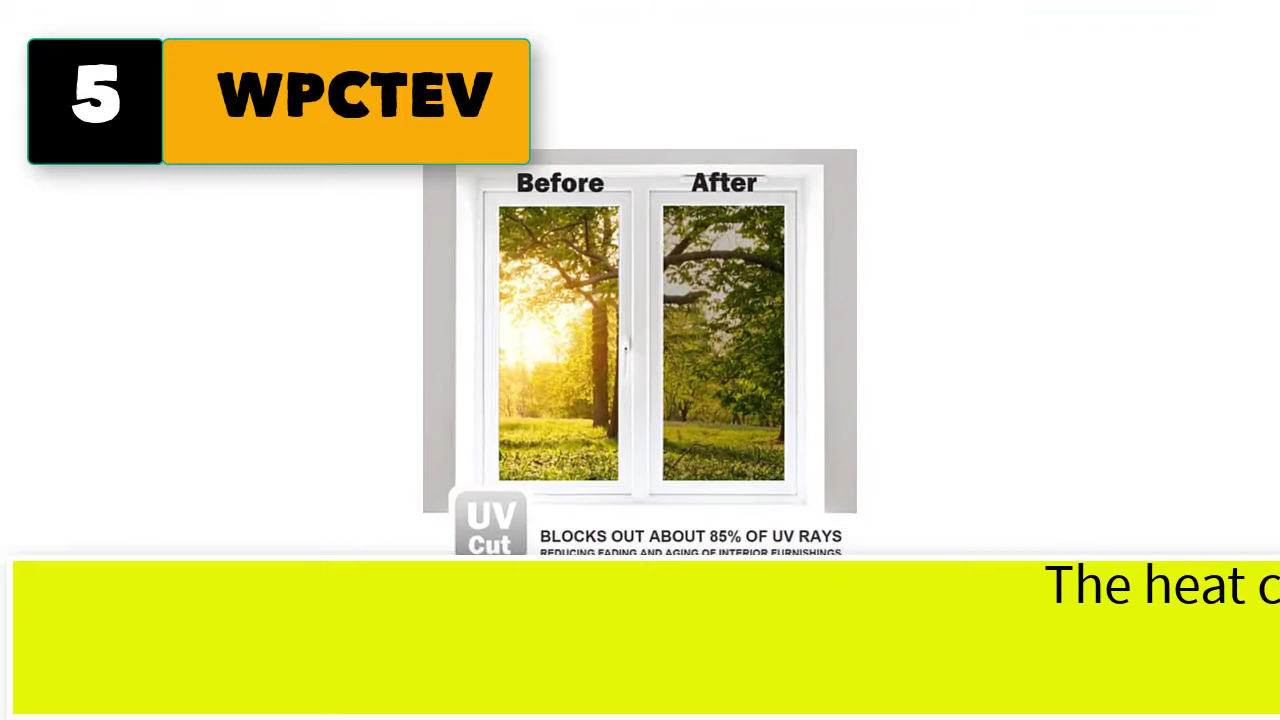 5 WPCTEV
Before After
UV
Cut
BLOCKS OUT ABOUT 85% OF UV RAYS
REDUCING FADING AND AGING OF INTERIOR FURNISHINGS
The heat c